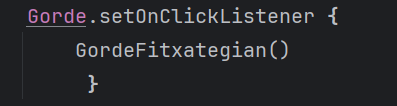 Gorde.setOnClickListener {
GordeFitxategian()
}